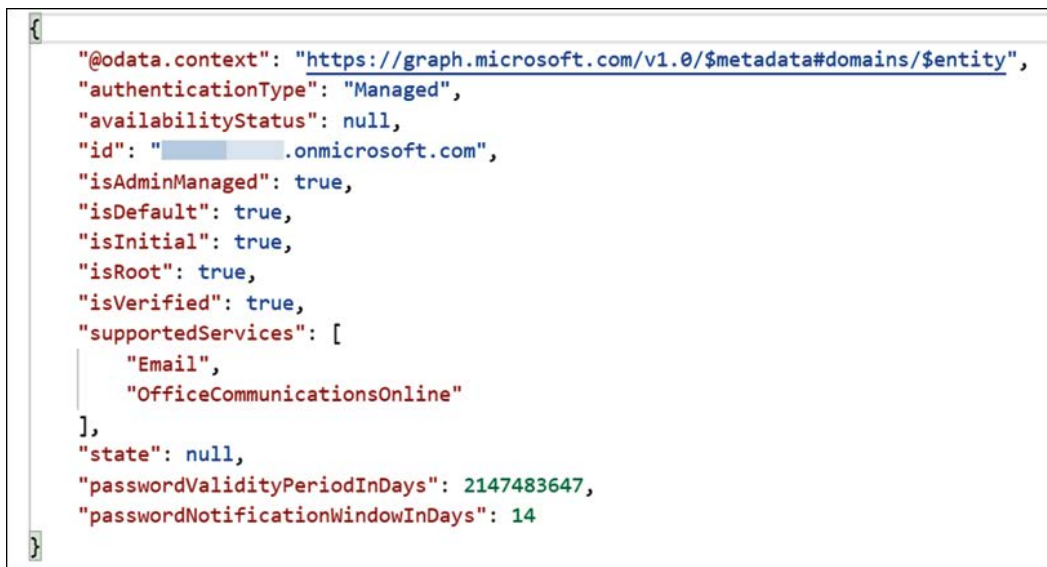 {
"@odata.context": "https://graph.microsoft.com/v1.0/$metadata#domains/$entity",
"authenticationType": "Managed",
"availabilityStatus": null,
"id": " .onmicrosoft.com",
"isAdminManaged": true,
"isDefault": true,
"isInitial": true,
"isRoot": true,
"isVerified": true,
"supportedServices": [
"Email",
"OfficeCommunicationsOnline"
],
"state": null,
"passwordValidityPeriodInDays": 2147483647,
"passwordNotificationWindowInDays": 14
}